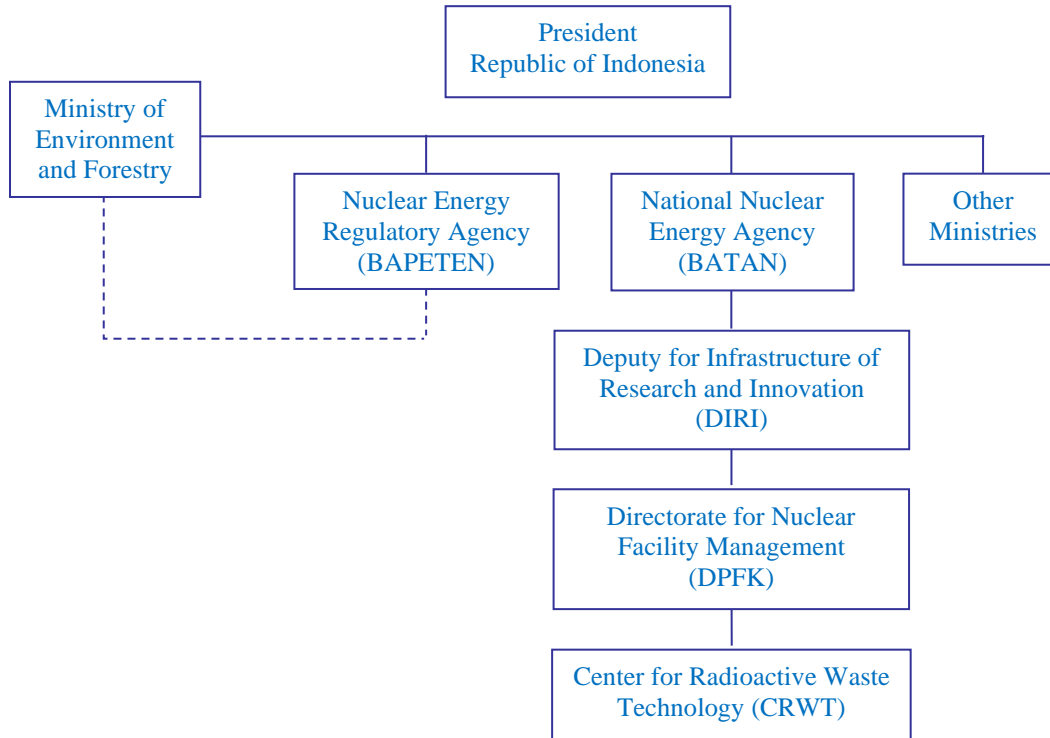 President
Republic of Indonesia
Ministry of
Environment
and Forestry
Nuclear Energy
Regulatory Agency
(BAPETEN)
National Nuclear
Energy Agency
(BATAN)
Other
Ministries
Deputy for Infrastructure of
Research and Innovation
(DIRI)
Directorate for Nuclear
Facility Management
(DPFK)
Center for Radioactive Waste
Technology (CRWT)